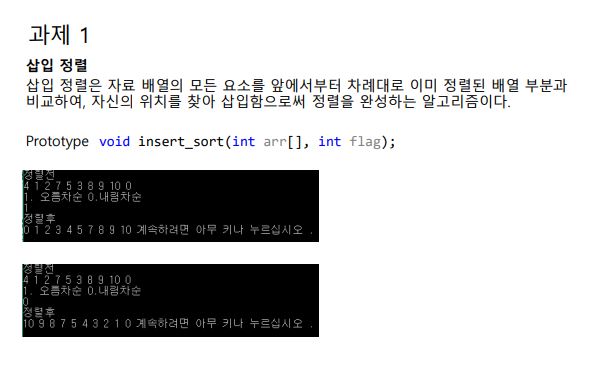 과제 1
삽입 정렬
삽입 정렬은 자료 배열의 모든 요소를 앞에서부터 차례대로 이미 정렬된 배열 부분과
비교하여, 자신의 위치를 찾아 삽입함으로써 정렬을 완성하는 알고리즘이다.
Prototype void insert_sort(int arr[], int flag);
정렬전
4 1 2 7 5 3 8 9 10 0
1. 오름차순 0.내림차순
1
정렬후
0 1 2 3 4 5 7 8 9 10 계속하려면 아무 키나 누르십시오 .
정렬전
4 1 2 7 5 3 8 9 10 0
1. 오름차순 0.내림차순
0
정렬후
10 9 8 7 5 4 3 2 1 0 계속하려면 아무 키나 누르십시오 .